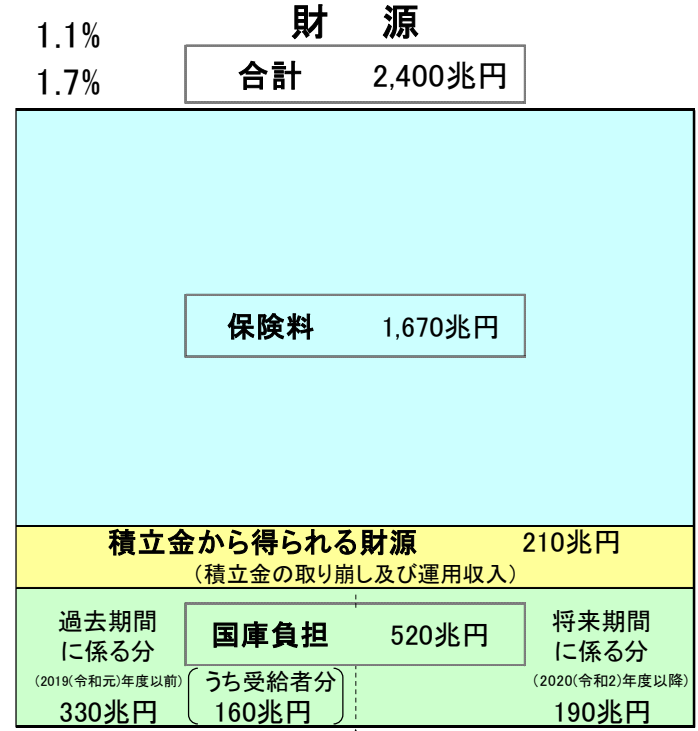 1.1%
財　源
1.7%
合計　2,400兆円
保険料　1,670兆円
積立金から得られる財源　210兆円
（積立金の取り崩し及び運用収入）
過去期間
に係る分
(2019(令和元)年度以前)
330兆円
国庫負担　520兆円
うち受給者分
160兆円
将来期間
に係る分
(2020(令和2)年度以降)
190兆円